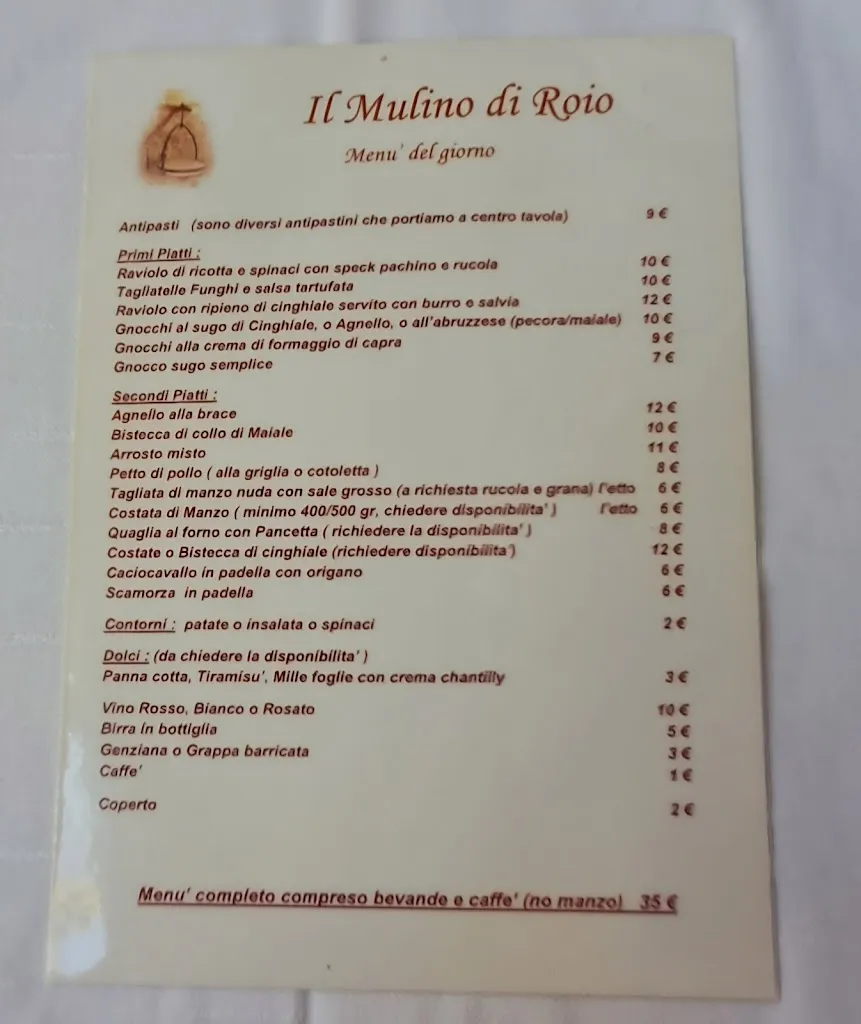 Il Mulino di Roio
Menu' del giorno
Antipasti (sono diversi antipastini che portiamo a centro tavola) 9 €
Primi Piatti :
Raviolo di ricotta e spinaci con speck pachino e rucola 10 €
Tagliatelle Funghi e salsa tartufata 10 €
Raviolo con ripieno di cinghiale servito con burro e salvia 12 €
Gnocchi al sugo di Cinghiale, o Agnello, o all'abruzzese (pecora/maiale) 10 €
Gnocchi alla crema di formaggio di capra 9 €
Gnocco sugo semplice 7 €
Secondi Piatti :
Agnello alla brace 12 €
Bistecca di collo di Maiale 10 €
Arrosto misto 11 €
Petto di pollo ( alla griglia o cotoletta ) 8 €
Tagliata di manzo nuda con sale grosso (a richiesta rucola e grana) l'etto 6 €
Costata di Manzo ( minimo 400/500 gr, chiedere disponibilita' ) l'etto 6 €
Quaglia al forno con Pancetta ( richiedere la disponibilita' ) 8 €
Costate o Bistecca di cinghiale (richiedere disponibilita') 12 €
Caciocavallo in padella con origano 6 €
Scamorza in padella 6 €
Contorni : patate o insalata o spinaci 2 €
Dolci : (da chiedere la disponibilita' )
Panna cotta, Tiramisu', Mille foglie con crema chantilly 3 €
Vino Rosso, Bianco o Rosato 10 €
Birra in bottiglia 5 €
Genziana o Grappa barricata 3 €
Caffe' 1 €
Coperto 2 €
Menu' completo compreso bevande e caffe' (no manzo) 35 €